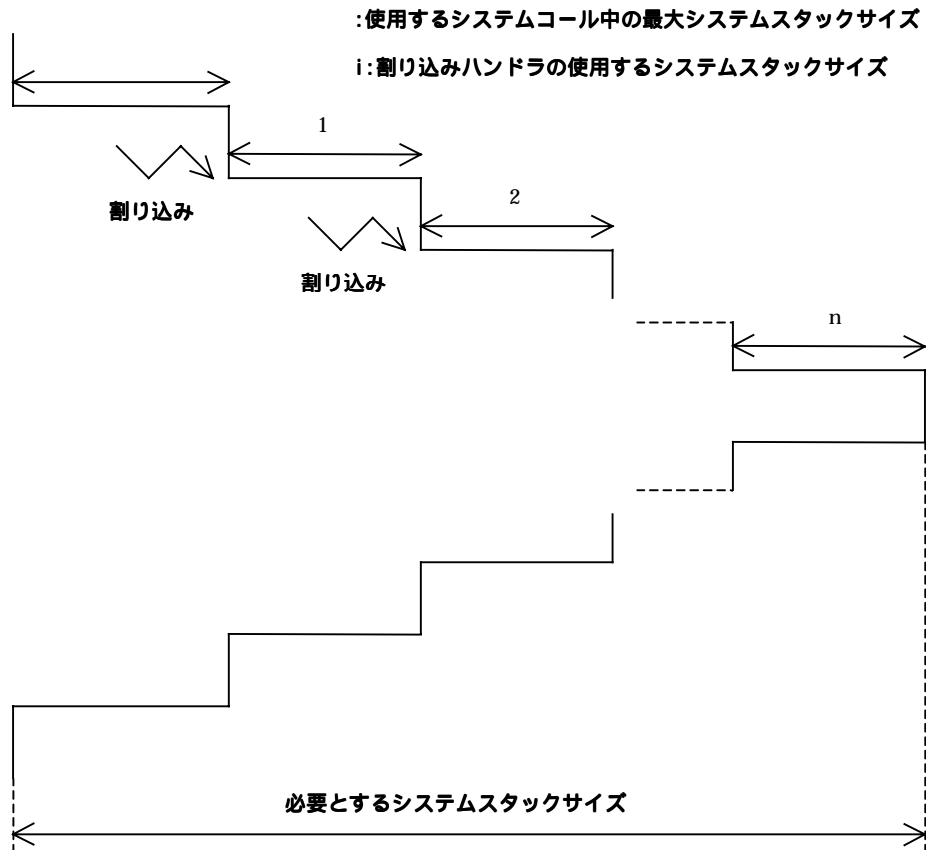 :使用するシステムコール中の最大システムスタックサイズ
i:割り込みハンドラの使用するシステムスタックサイズ
1
割り込み
2
割り込み
n
必要とするシステムスタックサイズ